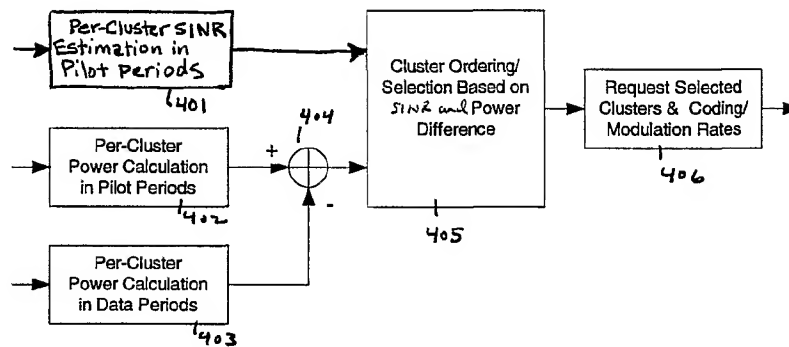 Per-Cluster SINR
Estimation in
Pilot Periods
401
Per-Cluster
Power Calculation
in Pilot Periods
402
Per-Cluster
Power Calculation
in Data Periods
403
404
+
-
Cluster Ordering/
Selection Based on
SINR and Power
Difference
405
Request Selected
Clusters & Coding/
Modulation Rates
406